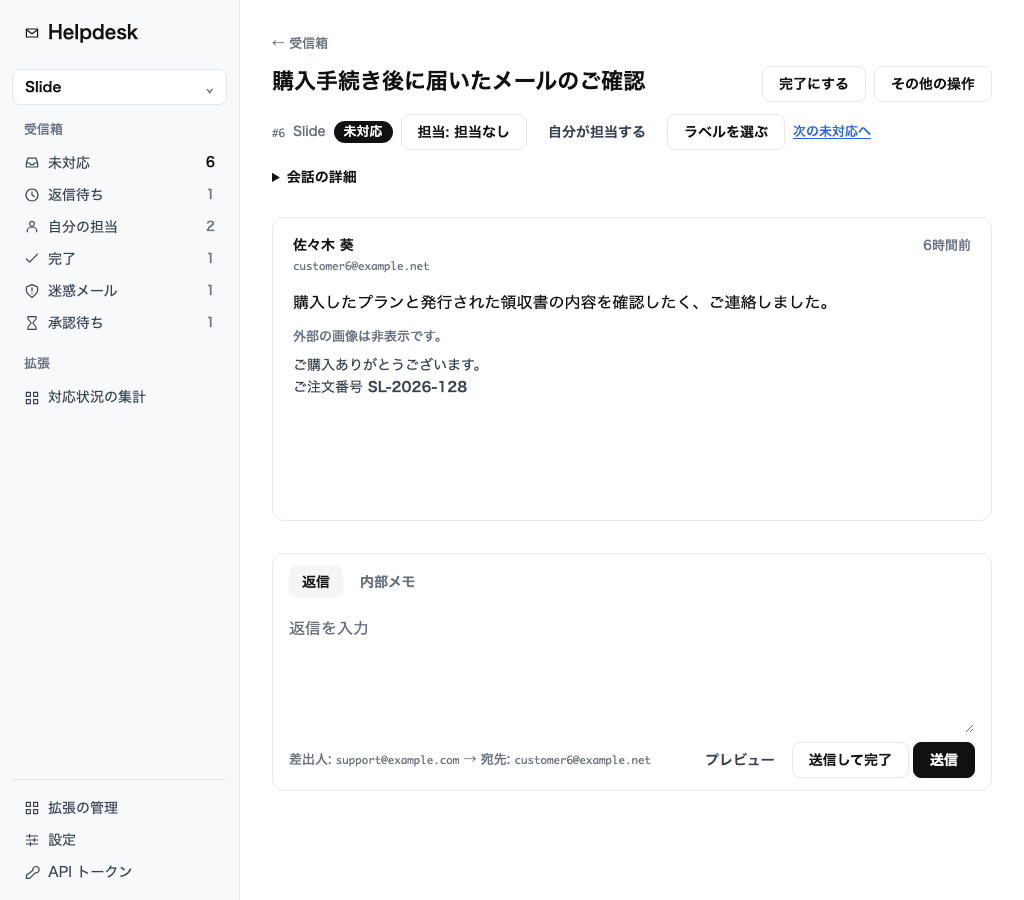 Helpdesk
Slide
受信箱
未対応 6
返信待ち 1
自分の担当 2
完了 1
迷惑メール 1
承認待ち 1
拡張
対応状況の集計
拡張の管理
設定
API トークン
← 受信箱
購入手続き後に届いたメールのご確認
完了にする
その他の操作
#6 Slide 未対応 担当: 担当なし 自分が担当する ラベルを選ぶ 次の未対応へ
▶ 会話の詳細
佐々木 葵 6時間前
customer6@example.net
購入したプランと発行された領収書の内容を確認したく、ご連絡しました。
外部の画像は非表示です。
ご購入ありがとうございます。
ご注文番号 SL-2026-128
返信 内部メモ
返信を入力
差出人: support@example.com → 宛先: customer6@example.net プレビュー 送信して完了 送信